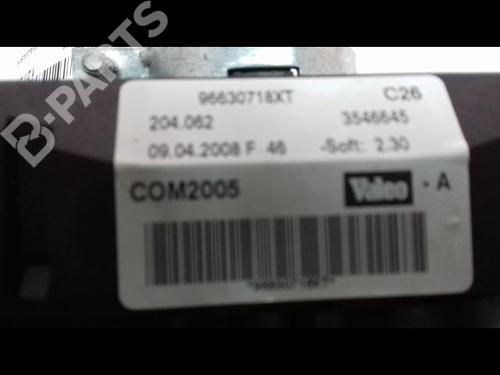 B-PARTS
96630718XT C26
204.062 3546645
09.04.2008 F 46 -Soft: 2.30
COM2005 Valeo - A